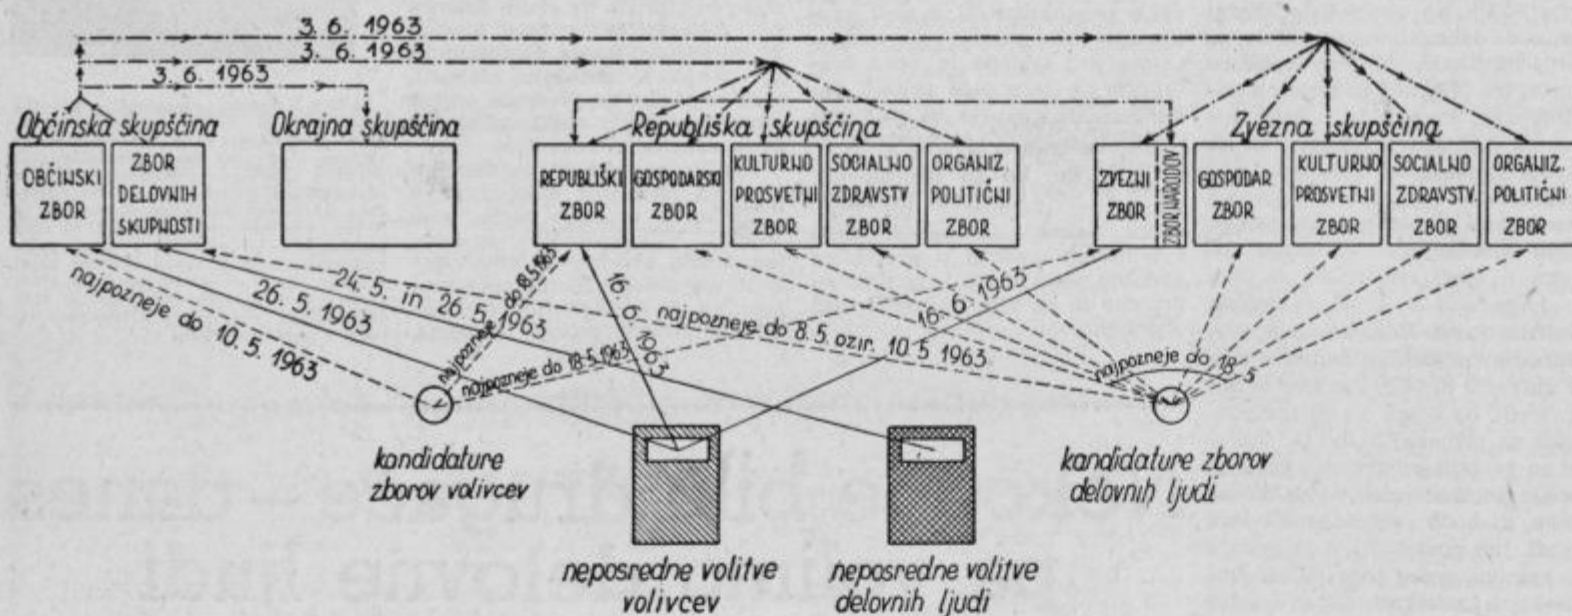 3. 6. 1963
3. 6. 1963
3. 6. 1963
Občinska skupščina
Okrajna skupščina
Republiška skupščina
Zvezna skupščina
OBČINSKI
ZBOR
ZBOR
DELOVNIH
SKUPNOSTI
REPUBLIŠKI
ZBOR
GOSPODARSKI
ZBOR
KULTURNO
PROSVETNI
ZBOR
SOCIALNO
ZDRAVSTV.
ZBOR
ORGANIZ.
POLITIČNI
ZBOR
ZVEZNI
ZBOR
ZBOR NARODOV
GOSPODAR
ZBOR
KULTURNO
PROSVETNI
ZBOR
SOCIALNO
ZDRAVSTV.
ZBOR
ORGANIZ.
POLITIČNI
ZBOR
najpozneje do 10. 5. 1963
26. 5. 1963
24. 5. in 26. 5. 1963
najpozneje do 18.5.1963
najpozneje do 18.5.1963
16. 6. 1963
najpozneje do 8.5. ozir. 10.5 1963
16. 6. 1963
najpozneje do 18. 5
kandidature
zborov volivcev
neposredne volitve
volivcev
neposredne volitve
delovnih ljudi
kandidature zborov
delovnih ljudi